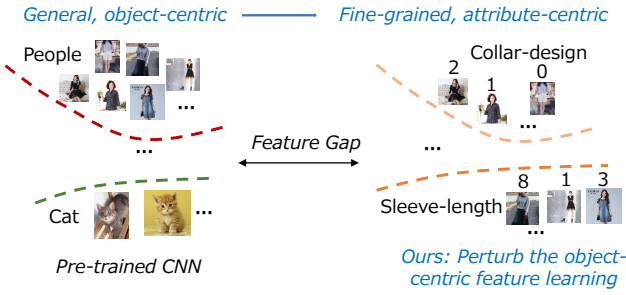 General, object-centric
Fine-grained, attribute-centric
People
Collar-design
2
1
0
...
...
...
...
Feature Gap
...
8
1
3
Cat
...
Sleeve-length
...
Pre-trained CNN
Ours: Perturb the object-
centric feature learning